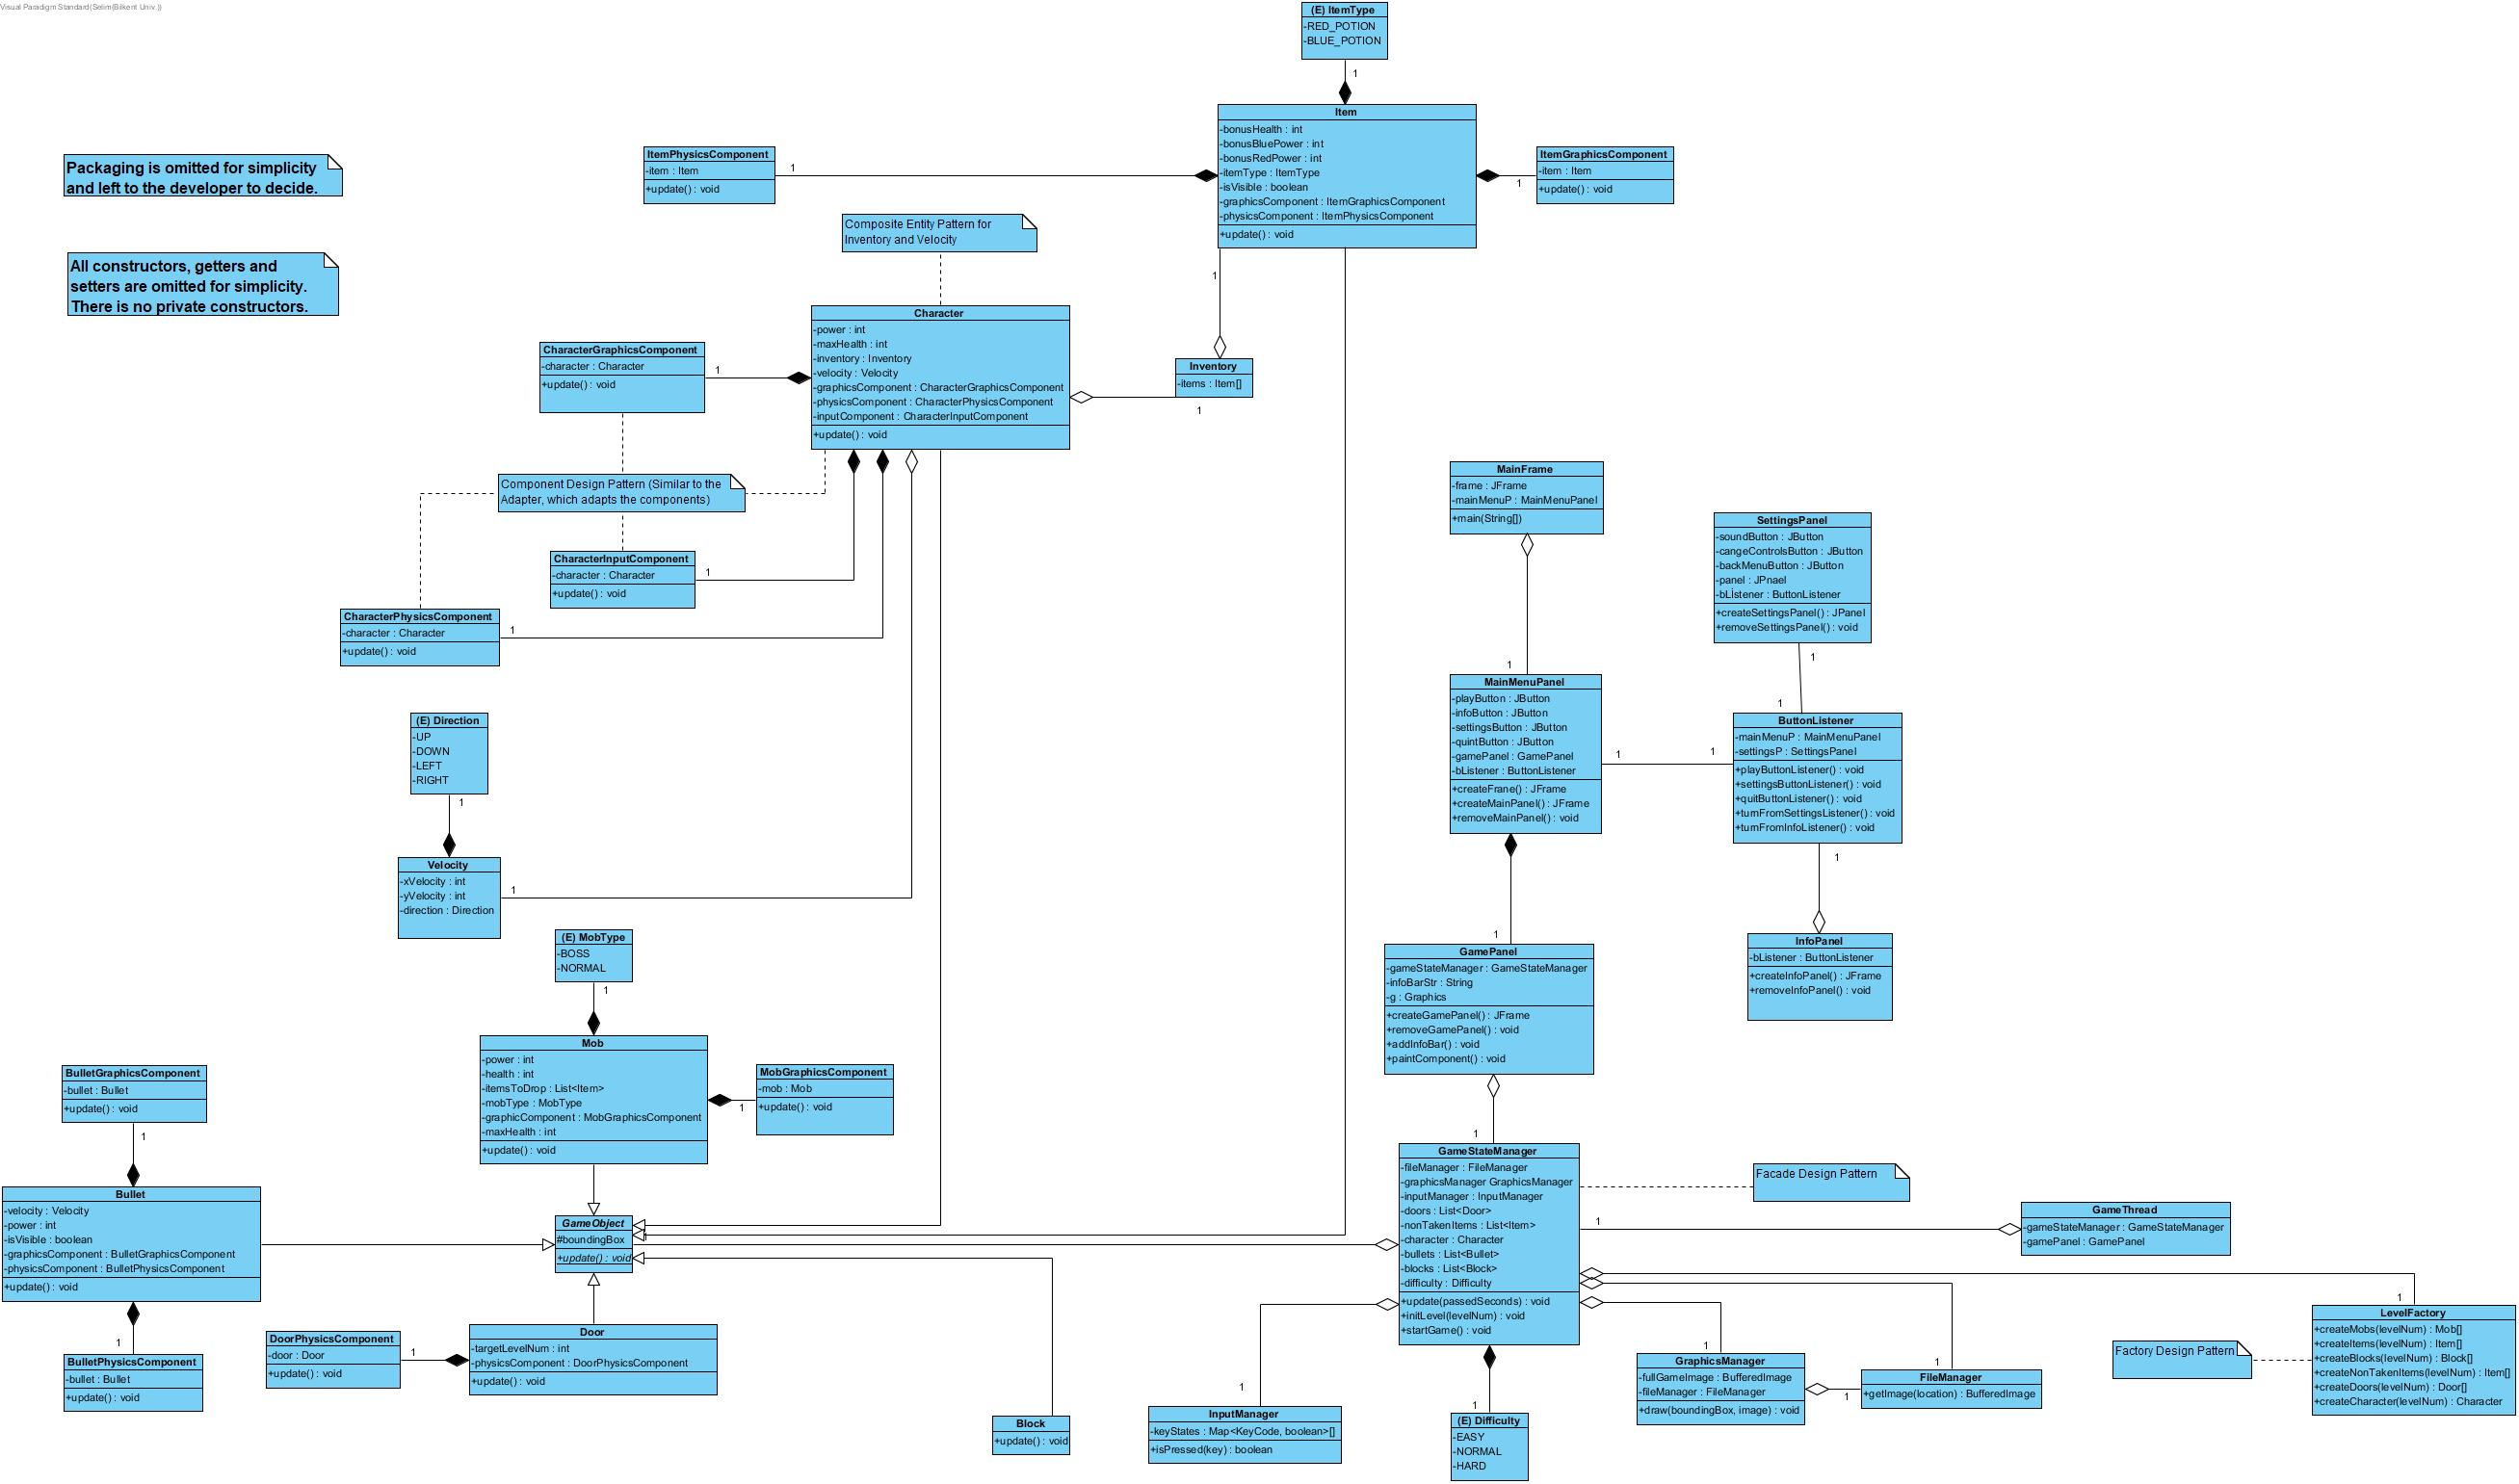 Visual Paradigm Standard(Selim(Bilkent Univ.))
(E) ItemType
-RED_POTION
-BLUE_POTION
1
Item
-bonusHealth : int
-bonusBluePower : int
-bonusRedPower : int
-itemType : ItemType
-isVisible : boolean
-graphicsComponent : ItemGraphicsComponent
-physicsComponent : ItemPhysicsComponent
+update() : void
ItemPhysicsComponent
-item : Item
+update() : void
1
ItemGraphicsComponent
-item : Item
+update() : void
1
Packaging is omitted for simplicity
and left to the developer to decide.
All constructors, getters and
setters are omitted for simplicity.
There is no private constructors.
Composite Entity Pattern for
Inventory and Velocity
1
Character
-power : int
-maxHealth : int
-inventory : Inventory
-velocity : Velocity
-graphicsComponent : CharacterGraphicsComponent
-physicsComponent : CharacterPhysicsComponent
-inputComponent : CharacterInputComponent
+update() : void
CharacterGraphicsComponent
-character : Character
+update() : void
1
Inventory
-items : Item[]
1
Component Design Pattern (Similar to the
Adapter, which adapts the components)
CharacterInputComponent
-character : Character
+update() : void
1
CharacterPhysicsComponent
-character : Character
+update() : void
1
MainFrame
-frame : JFrame
-mainMenuP : MainMenuPanel
+main(String[])
1
SettingsPanel
-soundButton : JButton
-cangeControlsButton : JButton
-backMenuButton : JButton
-panel : JPnael
-bLİstener : ButtonListener
+createSettingsPanel() : JPanel
+removeSettingsPanel() : void
1
MainMenuPanel
-playButton : JButton
-infoButton : JButton
-settingsButton : JButton
-quintButton : JButton
-gamePanel : GamePanel
-bListener : ButtonListener
+createFrane() : JFrame
+createMainPanel() : JFrame
+removeMainPanel() : void
1
1
1
ButtonListener
-mainMenuP : MainMenuPanel
-settingsP : SettingsPanel
+playButtonListener() : void
+settingsButtonListener() : void
+quitButtonListener() : void
+turnFromSettingsListener() : void
+turnFromInfoListener() : void
1
(E) Direction
-UP
-DOWN
-LEFT
-RIGHT
1
Velocity
-xVelocity : int
-yVelocity : int
-direction : Direction
1
InfoPanel
-bListener : ButtonListener
+createInfoPanel() : JFrame
+removeInfoPanel() : void
1
GamePanel
-gameStateManager : GameStateManager
-infoBarStr : String
-g : Graphics
+createGamePanel() : JFrame
+removeGamePanel() : void
+addInfoBar() : void
+paintComponent() : void
1
(E) MobType
-BOSS
-NORMAL
1
Mob
-power : int
-health : int
-itemsToDrop : List<Item>
-mobType : MobType
-graphicComponent : MobGraphicsComponent
-maxHealth : int
+update() : void
MobGraphicsComponent
-mob : Mob
+update() : void
1
BulletGraphicsComponent
-bullet : Bullet
+update() : void
1
Bullet
-velocity : Velocity
-power : int
-isVisible : boolean
-graphicsComponent : BulletGraphicsComponent
-physicsComponent : BulletPhysicsComponent
+update() : void
1
BulletPhysicsComponent
-bullet : Bullet
+update() : void
GameObject
#boundingBox
+update() : void
DoorPhysicsComponent
-door : Door
+update() : void
1
Door
-targetLevelNum : int
-physicsComponent : DoorPhysicsComponent
+update() : void
Block
+update() : void
GameStateManager
-fileManager : FileManager
-graphicsManager GraphicsManager
-inputManager : InputManager
-doors : List<Door>
-nonTakenItems : List<Item>
-character : Character
-bullets : List<Bullet>
-blocks : List<Block>
-difficulty : Difficulty
+update(passedSeconds) : void
+initLevel(levelNum) : void
+startGame() : void
Facade Design Pattern
1
GameThread
-gameStateManager : GameStateManager
-gamePanel : GamePanel
1
InputManager
-keyStates : Map<KeyCode, boolean>[]
+isPressed(key) : boolean
1
(E) Difficulty
-EASY
-NORMAL
-HARD
1
GraphicsManager
-fullGameImage : BufferedImage
-fileManager : FileManager
+draw(boundingBox, image) : void
1
1
FileManager
+getImage(location) : BufferedImage
Factory Design Pattern
1
LevelFactory
+createMobs(levelNum) : Mob[]
+createItems(levelNum) : Item[]
+createBlocks(levelNum) : Block[]
+createNonTakenItems(levelNum) : Item[]
+createDoors(levelNum) : Door[]
+createCharacter(levelNum) : Character